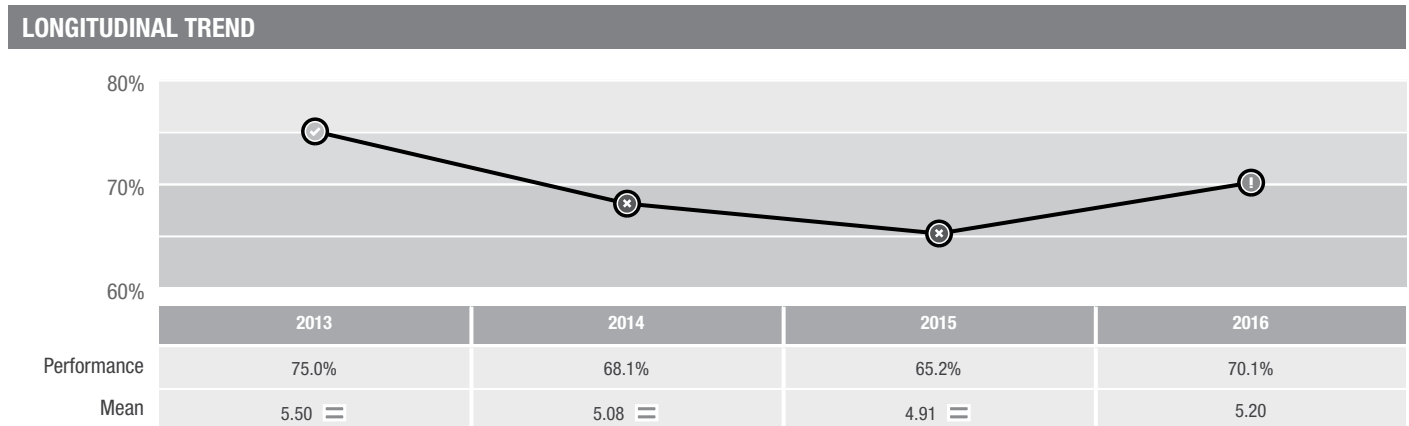 LONGITUDINAL TREND
80%
70%
60%
2013 2014 2015 2016
Performance 75.0% 68.1% 65.2% 70.1%
Mean 5.50 5.08 4.91 5.20